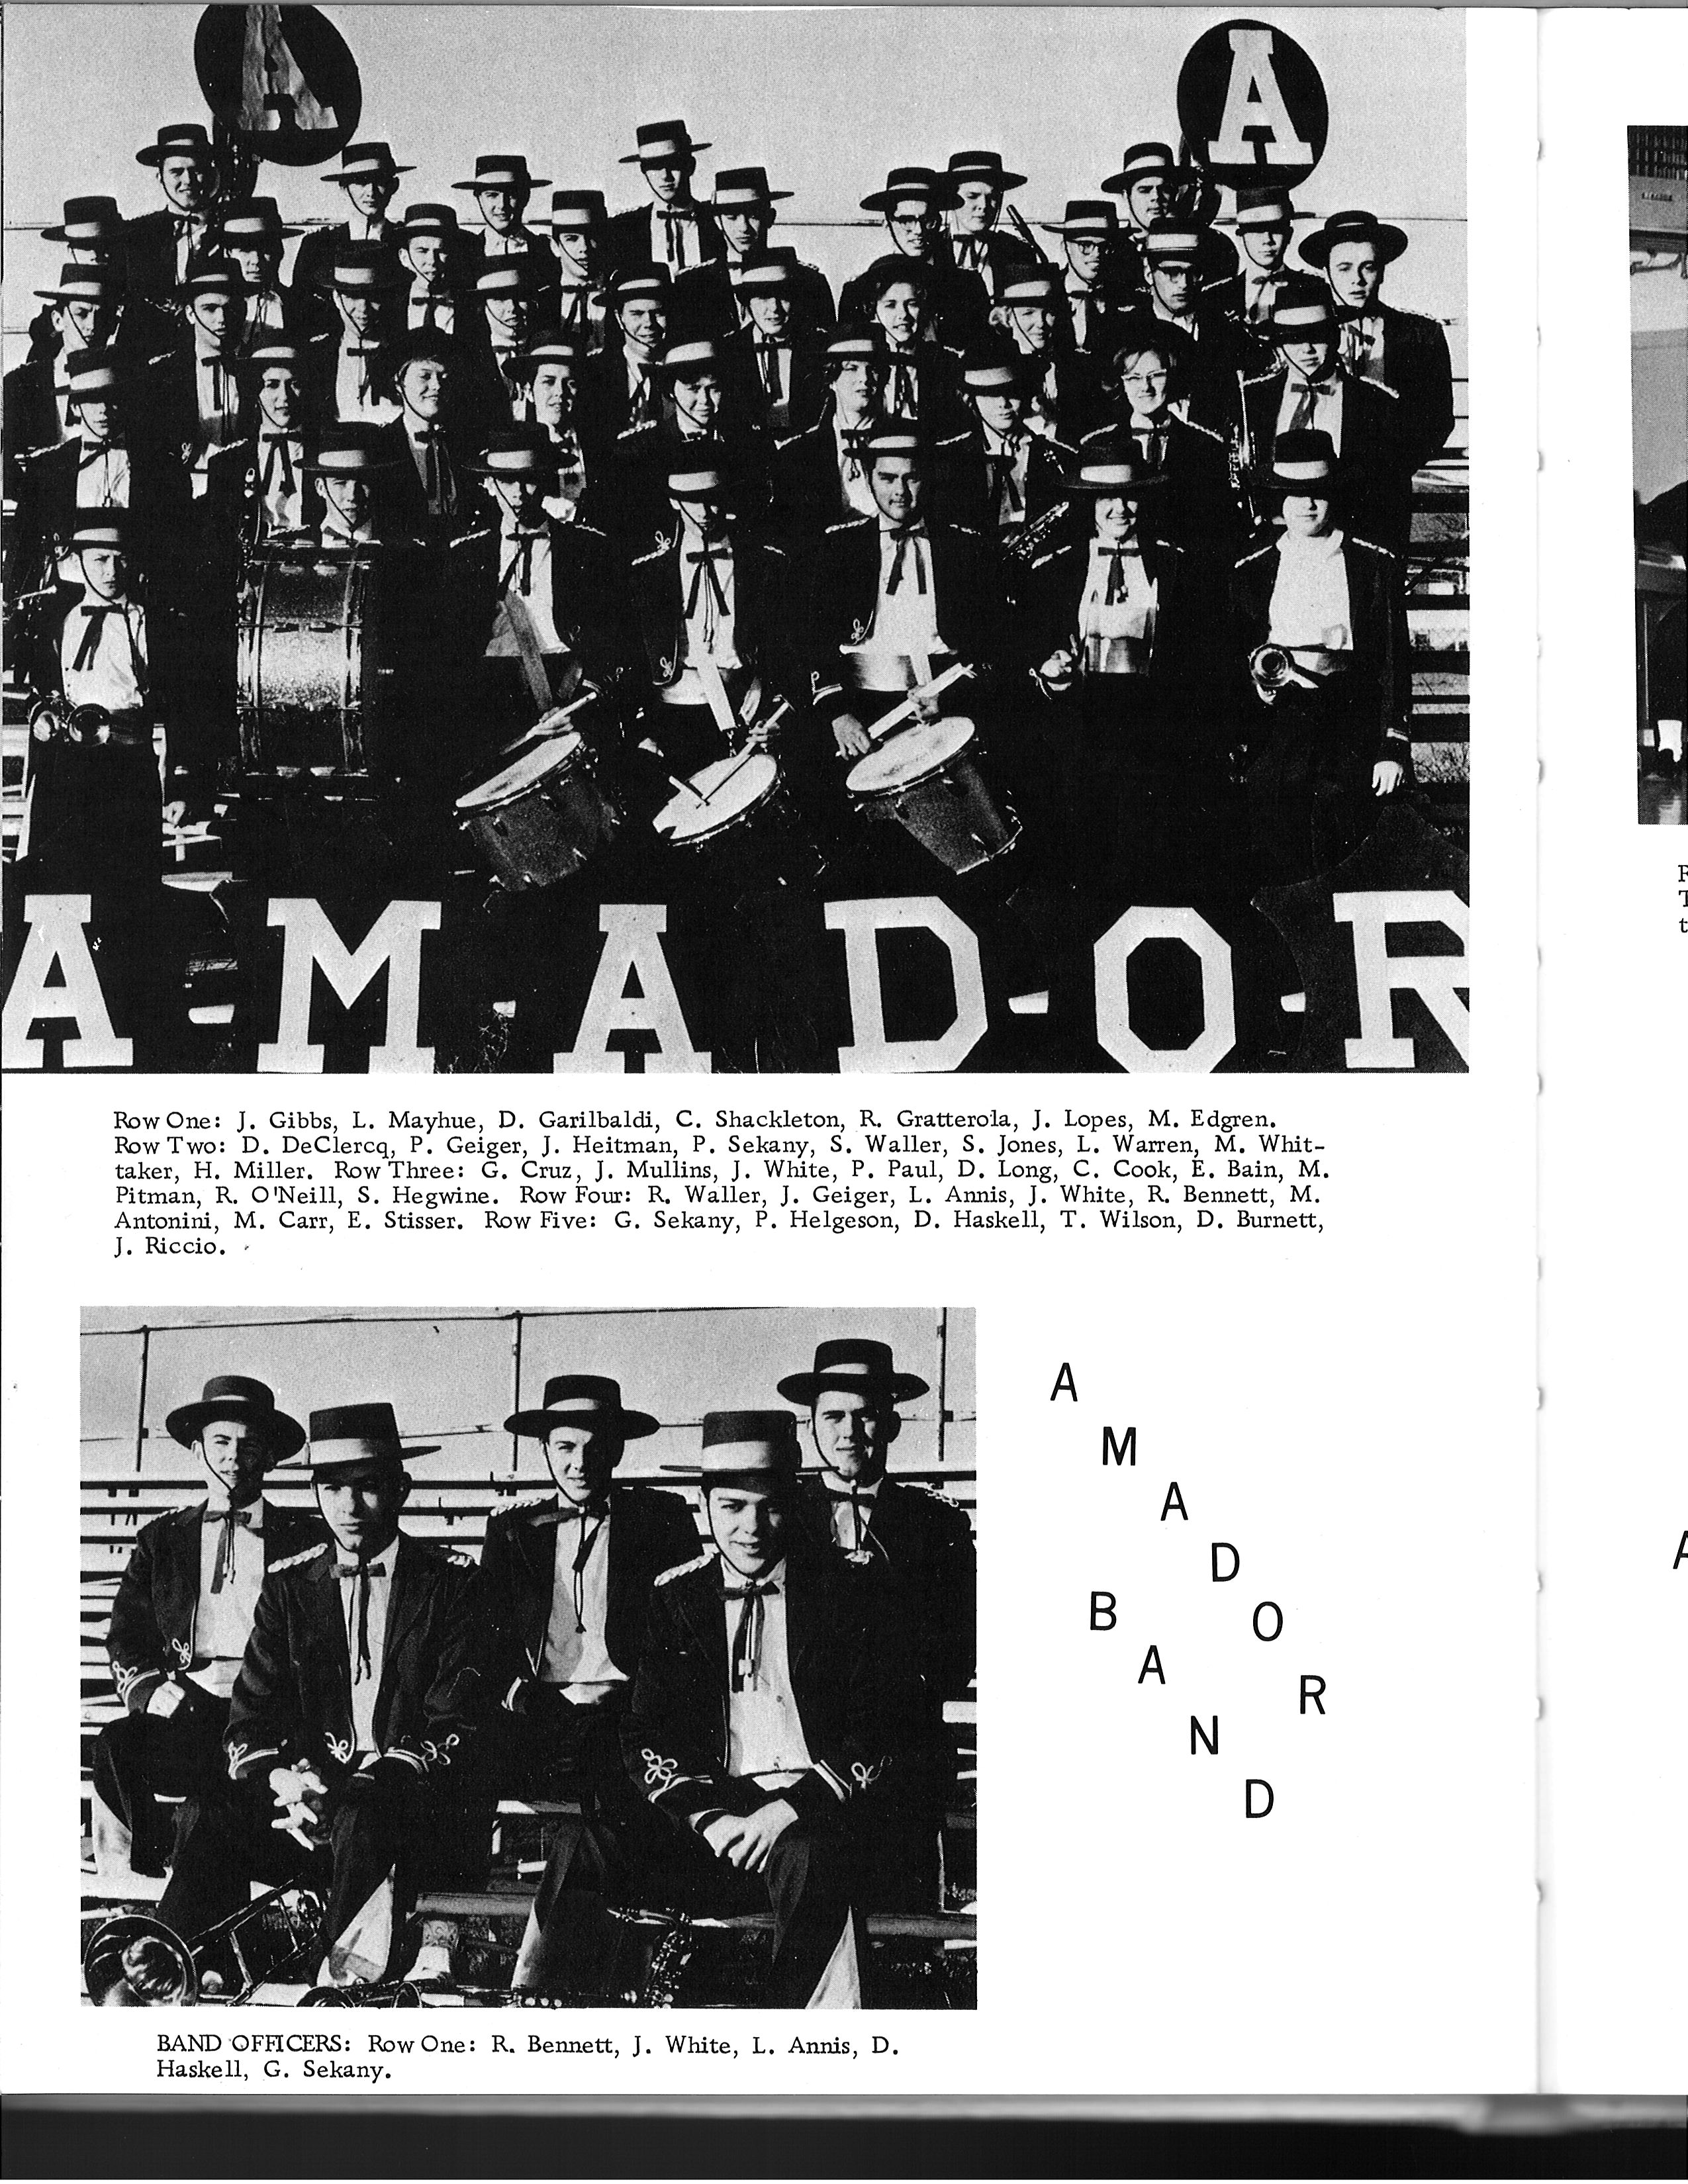 A
A
A-M-A D-O-R
Row One: J. Gibbs, L. Mayhue, D. Garilbaldi, C. Shackleton, R. Gratterola, J. Lopes, M. Edgren.
Row Two: D. DeClercq, P. Geiger, J. Heitman, P. Sekany, S. Waller, S. Jones, L. Warren, M. Whit-
taker, H. Miller. Row Three: G. Cruz, J. Mullins, J. White, P. Paul, D. Long, C. Cook, E. Bain, M.
Pitman, R. O'Neill, S. Hegwine. Row Four: R. Waller, J. Geiger, L. Annis, J. White, R. Bennett, M.
Antonini, M. Carr, E. Stisser. Row Five: G. Sekany, P. Helgeson, D. Haskell, T. Wilson, D. Burnett,
J. Riccio.
A
M
A
D
O
R
B
A
N
D
BAND OFFICERS: Row One: R. Bennett, J. White, L. Annis, D.
Haskell, G. Sekany.